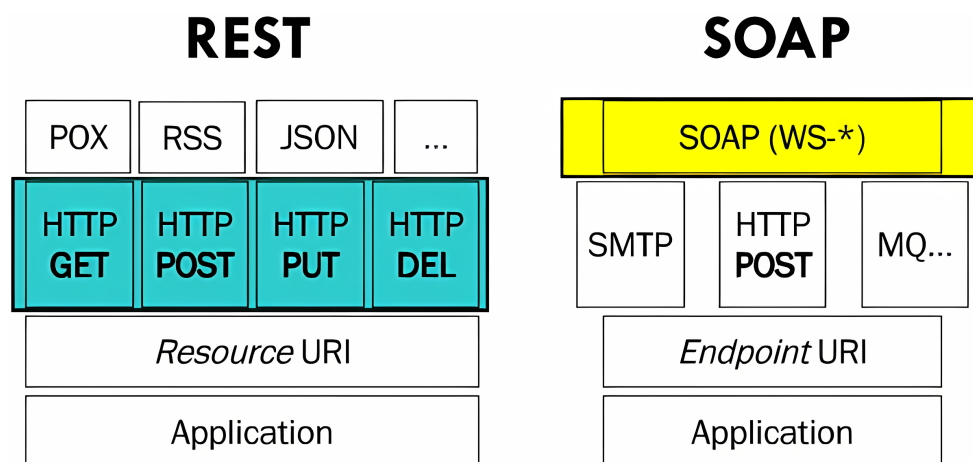 REST
POX
RSS
JSON
...
HTTP
GET
HTTP
POST
HTTP
PUT
HTTP
DEL
Resource URI
Application
SOAP
SOAP (WS-*)
SMTP
HTTP
POST
MQ...
Endpoint URI
Application